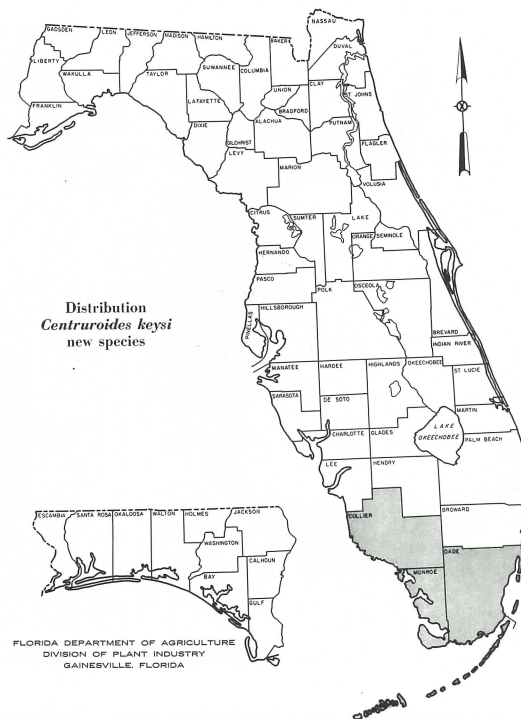 NASSAU
GADSDEN
LEON
JEFFERSON
MADISON
HAMILTON
BAKER
DUVAL
LIBERTY
WAKULLA
TAYLOR
SUWANNEE
COLUMBIA
UNION
CLAY
ST JOHNS
LAFAYETTE
BRADFORD
FRANKLIN
DIXIE
GILCHRIST
ALACHUA
PUTNAM
FLAGLER
LEVY
MARION
VOLUSIA
CITRUS
SUMTER
LAKE
ORANGE
SEMINOLE
HERNANDO
PASCO
POLK
OSCEOLA
Distribution
Centruroides keysi
new species
PINELLAS
HILLSBOROUGH
BREVARD
INDIAN RIVER
MANATEE
HARDEE
HIGHLANDS
OKEECHOBEE
ST LUCIE
SARASOTA
DE SOTO
MARTIN
CHARLOTTE
GLADES
LAKE
OKEECHOBEE
PALM BEACH
LEE
HENDRY
COLLIER
BROWARD
MONROE
DADE
ESCAMBIA
SANTA ROSA
OKALOOSA
WALTON
HOLMES
JACKSON
WASHINGTON
BAY
CALHOUN
GULF
FLORIDA DEPARTMENT OF AGRICULTURE
DIVISION OF PLANT INDUSTRY
GAINESVILLE, FLORIDA